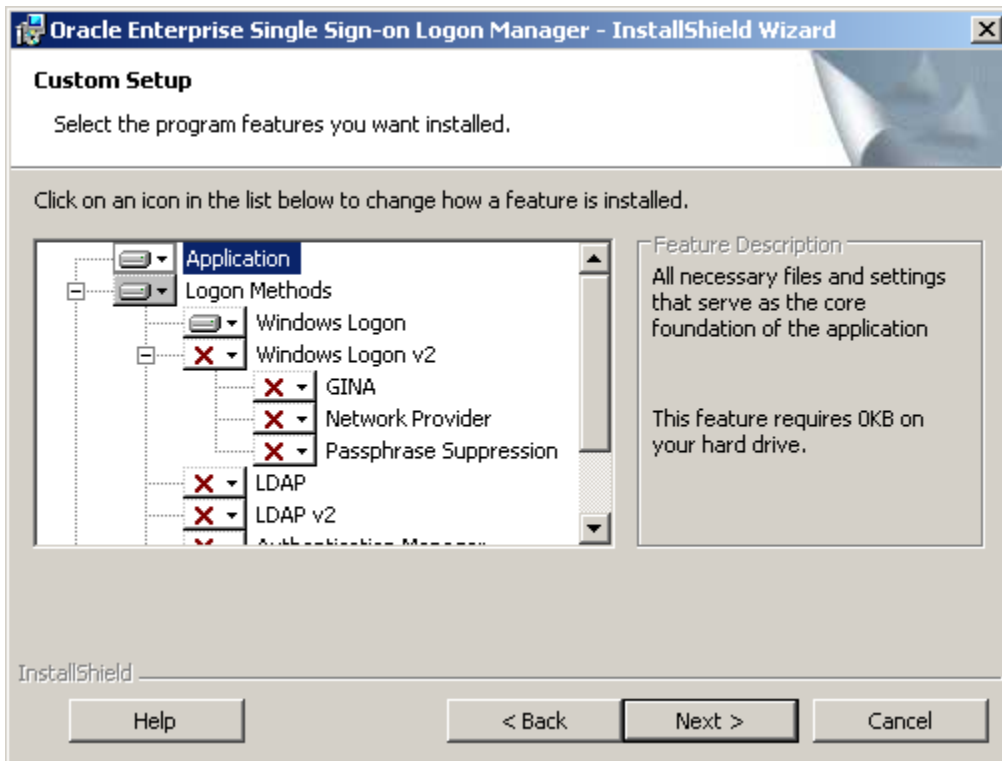 Oracle Enterprise Single Sign-on Logon Manager - InstallShield Wizard
Custom Setup
Select the program features you want installed.
Click on an icon in the list below to change how a feature is installed.
Application
Logon Methods
Windows Logon
Windows Logon v2
GINA
Network Provider
Passphrase Suppression
LDAP
LDAP v2
Authentication Manager
Feature Description
All necessary files and settings
that serve as the core
foundation of the application
This feature requires 0KB on
your hard drive.
InstallShield
Help
< Back
Next >
Cancel